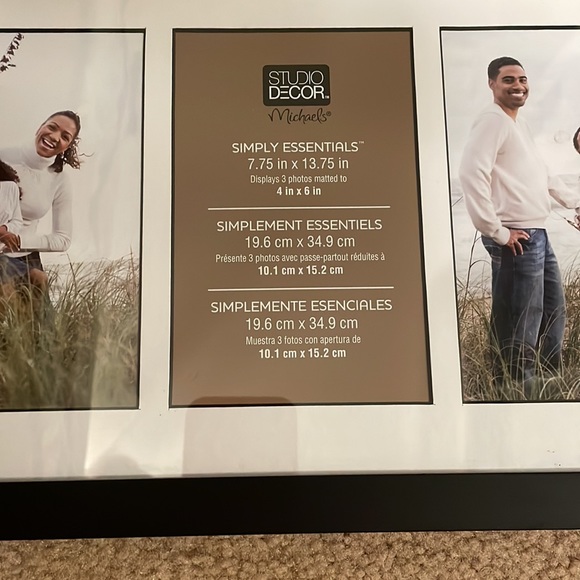 STUDIO
DECOR™
Michaels®
SIMPLY ESSENTIALS™
7.75 in x 13.75 in
Displays 3 photos matted to
4 in x 6 in
SIMPLEMENT ESSENTIELS
19.6 cm x 34.9 cm
Présente 3 photos avec passe-partout réduites à
10.1 cm x 15.2 cm
SIMPLEMENTE ESENCIALES
19.6 cm x 34.9 cm
Muestra 3 fotos con apertura de
10.1 cm x 15.2 cm